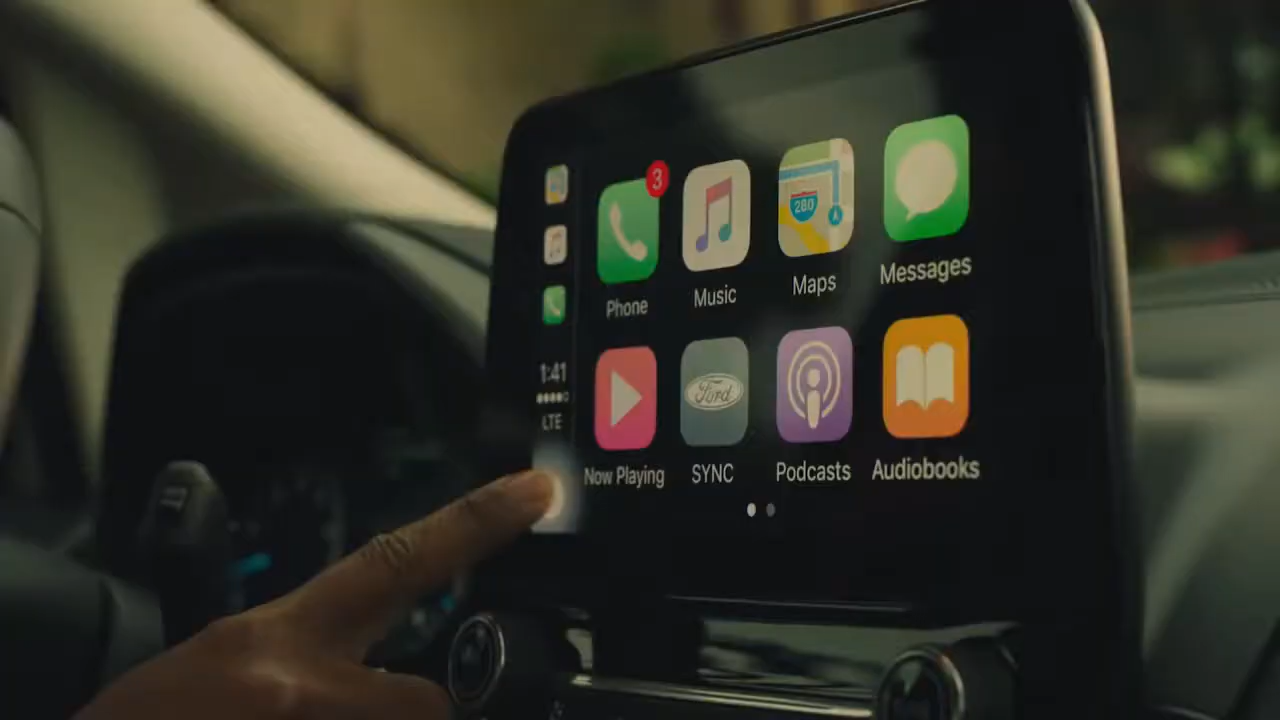 3
280
Phone
Music
Maps
Messages
1:41
LTE
Ford
Now Playing
SYNC
Podcasts
Audiobooks